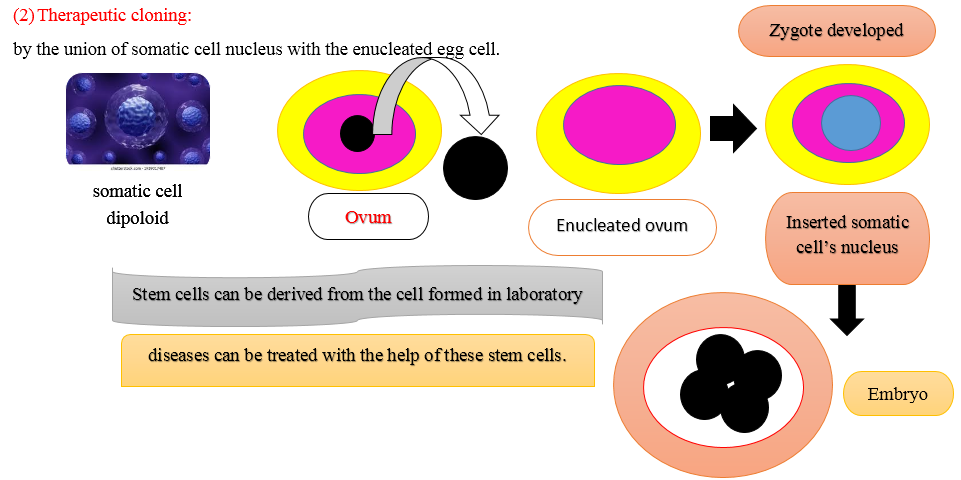 (2) Therapeutic cloning:
by the union of somatic cell nucleus with the enucleated egg cell.
Zygote developed
somatic cell
dipoloid
Ovum
Enucleated ovum
Inserted somatic
cell's nucleus
Stem cells can be derived from the cell formed in laboratory
diseases can be treated with the help of these stem cells.
Embryo